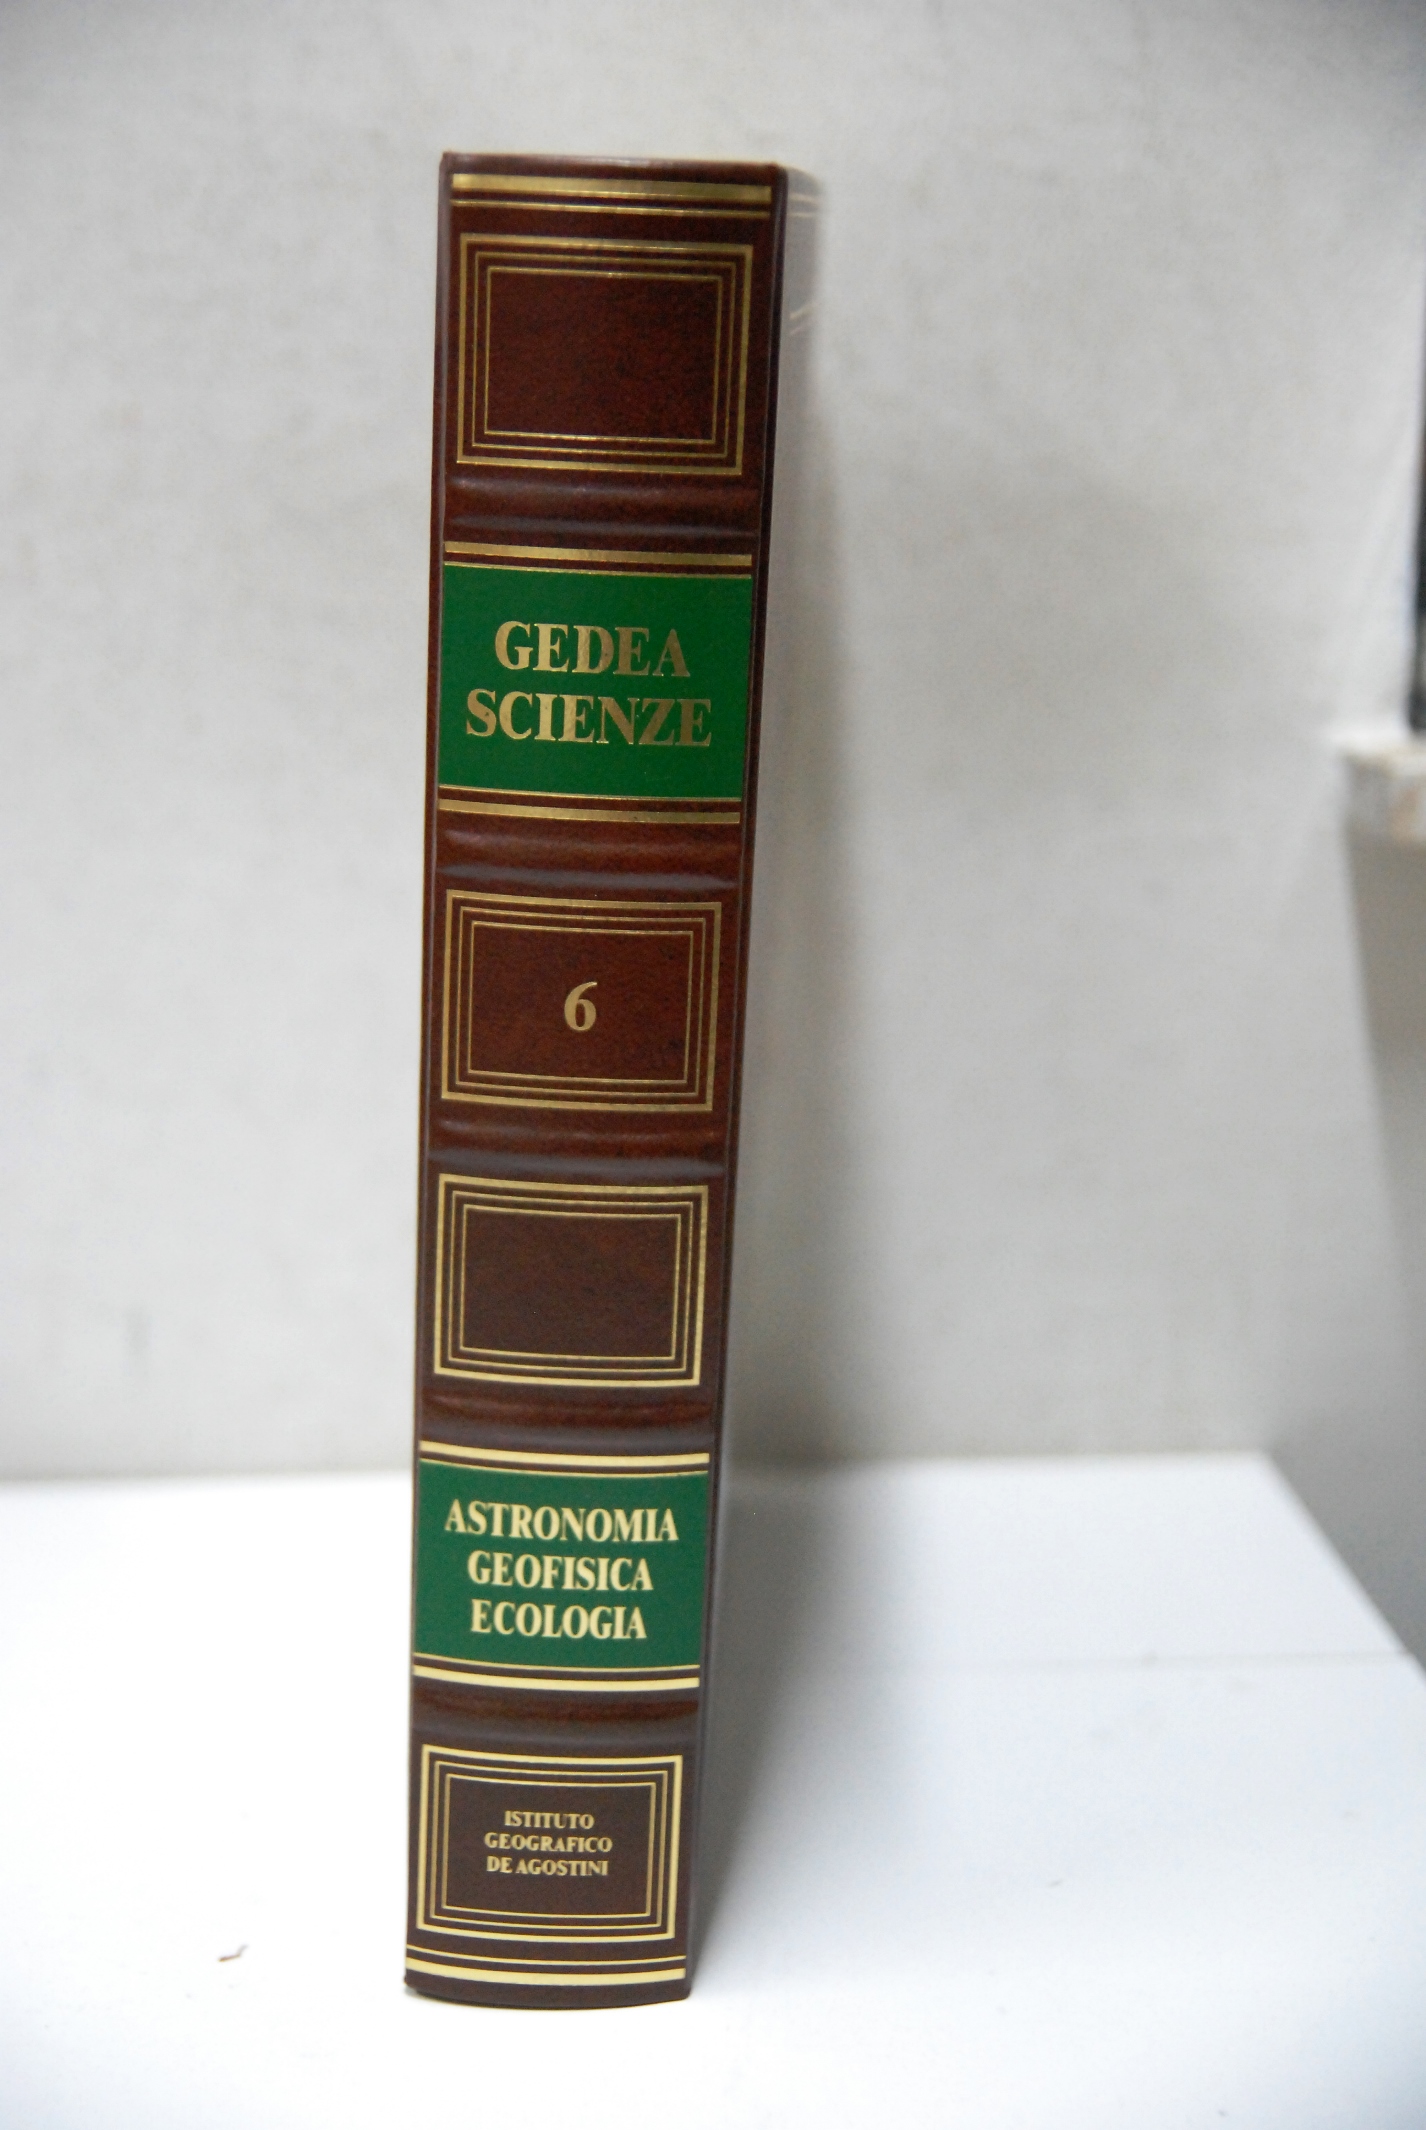 GEDEA
SCIENZE
6
ASTRONOMIA
GEOFISICA
ECOLOGIA
ISTITUTO
GEOGRAFICO
DE AGOSTINI